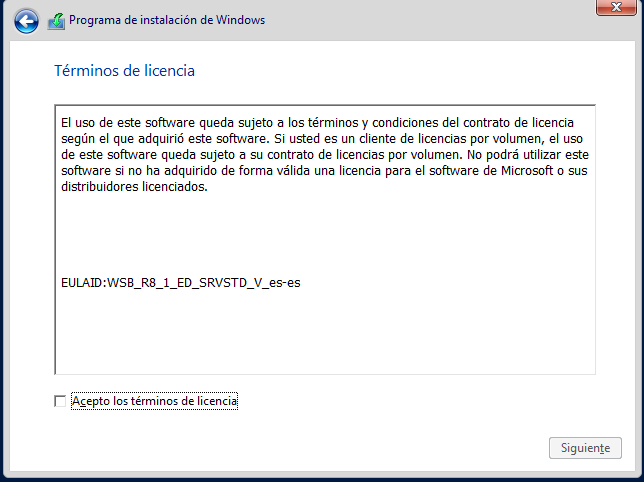 Programa de instalación de Windows
Términos de licencia
El uso de este software queda sujeto a los términos y condiciones del contrato de licencia
según el que adquirió este software. Si usted es un cliente de licencias por volumen, el uso
de este software queda sujeto a su contrato de licencias por volumen. No podrá utilizar este
software si no ha adquirido de forma válida una licencia para el software de Microsoft o sus
distribuidores licenciados.
EULAID:WSB_R8_1_ED_SRVSTD_V_es-es
Acepto los términos de licencia
Siguiente